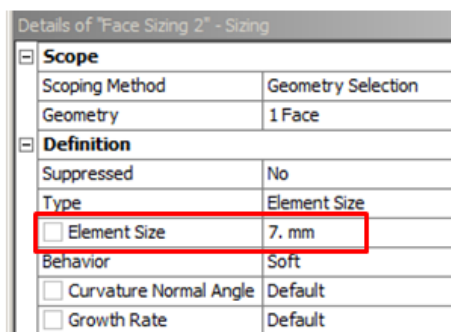 Details of "Face Sizing 2" - Sizing
Scope
Scoping Method Geometry Selection
Geometry 1 Face
Definition
Suppressed No
Type Element Size
Element Size 7. mm
Behavior Soft
Curvature Normal Angle Default
Growth Rate Default